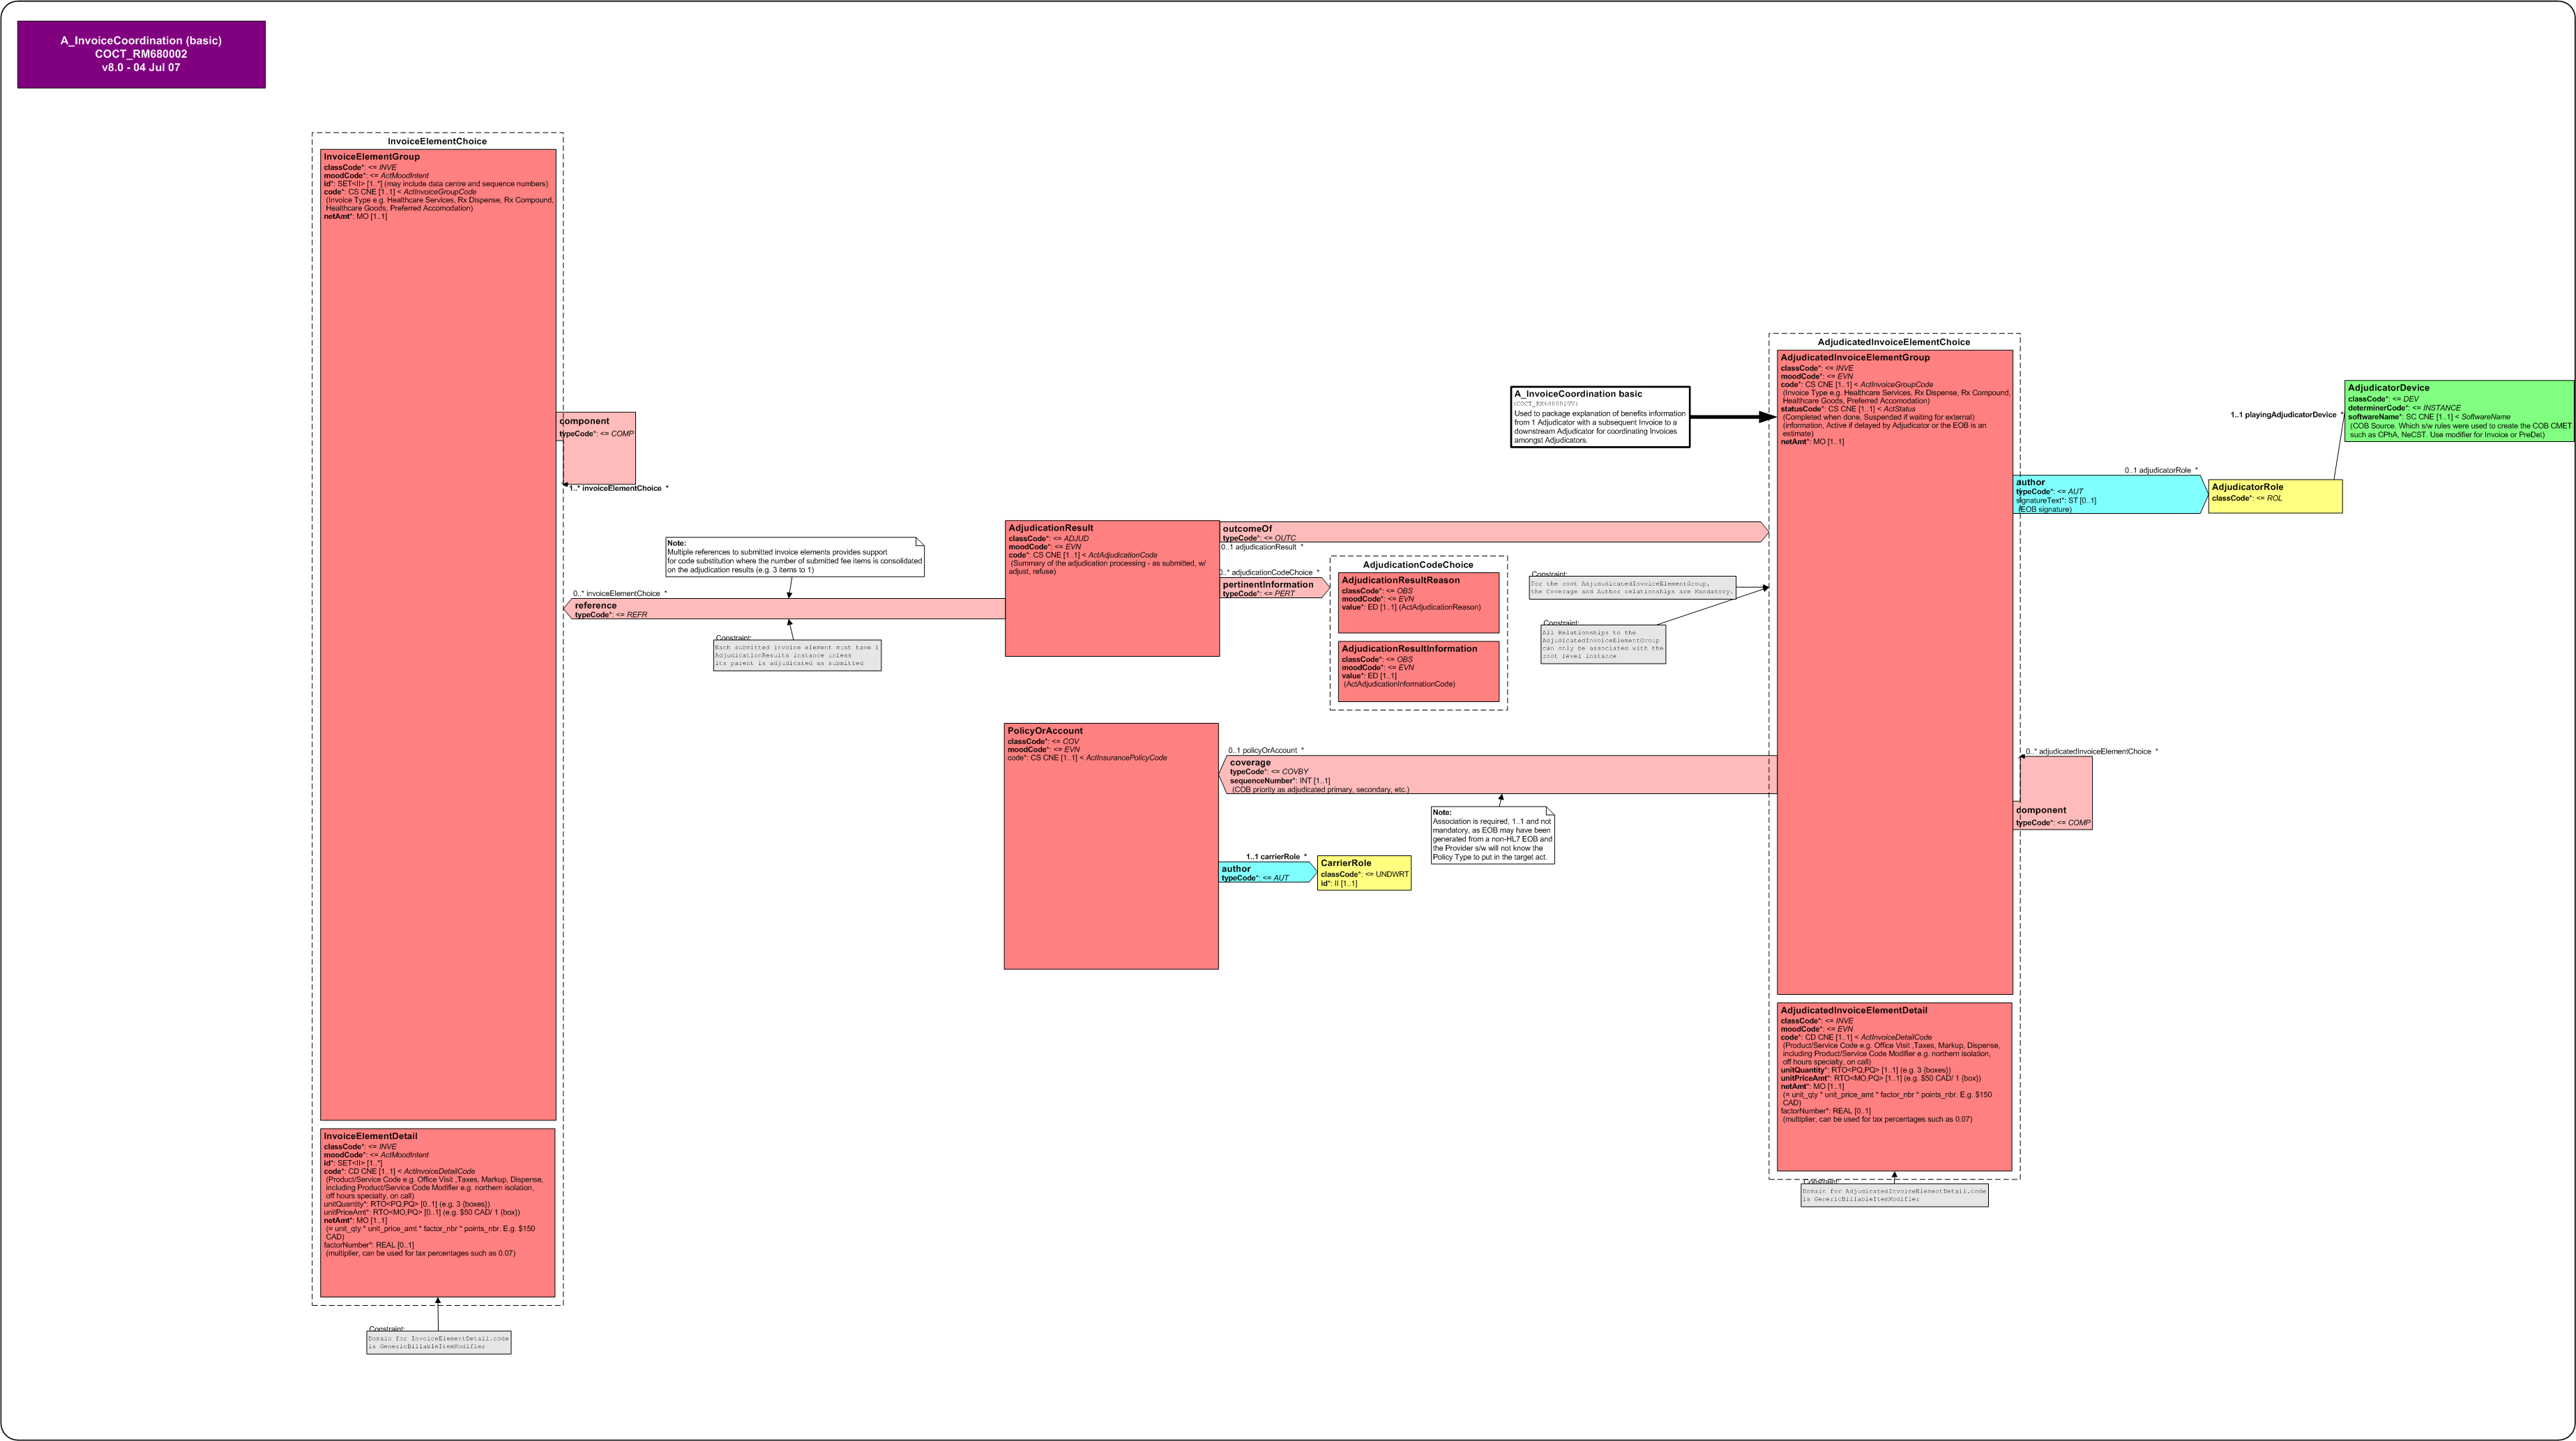 A_InvoiceCoordination (basic)
COCT_RM680002
v8.0 - 04 Jul 07
InvoiceElementChoice
InvoiceElementGroup
classCode*: <= INVE
moodCode*: <= ActMoodIntent
id*: SET<II> [1..*] (may include data centre and sequence numbers)
code*: CS CNE [1..1] < ActInvoiceGroupCode
(Invoice Type e.g. Healthcare Services, Rx Dispense, Rx Compound,
Healthcare Goods, Preferred Accomodation)
netAmt*: MO [1..1]
component
typeCode*: <= COMP
1..* invoiceElementChoice *
InvoiceElementDetail
classCode*: <= INVE
moodCode*: <= ActMoodIntent
id*: SET<II> [1..*]
code*: CD CNE [1..1] < ActInvoiceDetailCode
(Product/Service Code e.g. Office Visit ,Taxes, Markup, Dispense,
including Product/Service Code Modifier e.g. northern isolation,
off hours specialty, on call)
unitQuantity*: RTO<PQ,PQ> [0..1] (e.g. 3 {boxes})
unitPriceAmt*: RTO<MO,PQ> [0..1] (e.g. $50 CAD/ 1 {box})
netAmt*: MO [1..1]
(= unit_qty * unit_price_amt * factor_nbr * points_nbr. E.g. $150
CAD)
factorNumber*: REAL [0..1]
(multiplier, can be used for tax percentages such as 0.07)
Constraint:
Domain for InvoiceElementDetail.code
is GenericBillableItemModifier
Note:
Multiple references to submitted invoice elements provides support
for code substitution where the number of submitted fee items is consolidated
on the adjudication results (e.g. 3 items to 1)
0..* invoiceElementChoice *
reference
typeCode*: <= REFR
Constraint:
Each submitted invoice element must have 1
AdjudicationResults instance unless
its parent is adjudicated as submitted
AdjudicationResult
classCode*: <= ADJUD
moodCode*: <= EVN
code*: CS CNE [1..1] < ActAdjudicationCode
(Summary of the adjudication processing - as submitted, w/
adjust, refuse)
outcomeOf
typeCode*: <= OUTC
0..1 adjudicationResult *
0..* adjudicationCodeChoice *
pertinentInformation
typeCode*: <= PERT
AdjudicationCodeChoice
AdjudicationResultReason
classCode*: <= OBS
moodCode*: <= EVN
value*: ED [1..1] (ActAdjudicationReason)
AdjudicationResultInformation
classCode*: <= OBS
moodCode*: <= EVN
value*: ED [1..1]
(ActAdjudicationInformationCode)
PolicyOrAccount
classCode*: <= COV
moodCode*: <= EVN
code*: CS CNE [1..1] < ActInsurancePolicyCode
0..1 policyOrAccount *
coverage
typeCode*: <= COVBY
sequenceNumber*: INT [1..1]
(COB priority as adjudicated primary, secondary, etc.)
Note:
Association is required, 1..1 and not
mandatory, as EOB may have been
generated from a non-HL7 EOB and
the Provider s/w will not know the
Policy Type to put in the target act.
1..1 carrierRole *
author
typeCode*: <= AUT
CarrierRole
classCode*: <= UNDWRT
id*: II [1..1]
A_InvoiceCoordination basic
(COCT_RM680002UV)
Used to package explanation of benefits information
from 1 Adjudicator with a subsequent Invoice to a
downstream Adjudicator for coordinating Invoices
amongst Adjudicators.
Constraint:
For the root AdjududicatedInvoiceElementGroup,
the Coverage and Author relationships are Mandatory.
Constraint:
All Relationships to the
AdjudicatedInvoiceElementGroup
can only be associated with the
root level instance
AdjudicatedInvoiceElementChoice
AdjudicatedInvoiceElementGroup
classCode*: <= INVE
moodCode*: <= EVN
code*: CS CNE [1..1] < ActInvoiceGroupCode
(Invoice Type e.g. Healthcare Services, Rx Dispense, Rx Compound,
Healthcare Goods, Preferred Accomodation)
statusCode*: CS CNE [1..1] < ActStatus
(Completed when done, Suspended if waiting for external)
(information, Active if delayed by Adjudicator or the EOB is an
estimate)
netAmt*: MO [1..1]
0..1 adjudicatorRole *
author
typeCode*: <= AUT
signatureText*: ST [0..1]
(EOB signature)
AdjudicatorRole
classCode*: <= ROL
1..1 playingAdjudicatorDevice *
AdjudicatorDevice
classCode*: <= DEV
determinerCode*: <= INSTANCE
softwareName*: SC CNE [1..1] < SoftwareName
(COB Source. Which s/w rules were used to create the COB CMET
such as CPhA, NeCST. Use modifier for Invoice or PreDet)
0..* adjudicatedInvoiceElementChoice *
component
typeCode*: <= COMP
AdjudicatedInvoiceElementDetail
classCode*: <= INVE
moodCode*: <= EVN
code*: CD CNE [1..1] < ActInvoiceDetailCode
(Product/Service Code e.g. Office Visit ,Taxes, Markup, Dispense,
including Product/Service Code Modifier e.g. northern isolation,
off hours specialty, on call)
unitQuantity*: RTO<PQ,PQ> [1..1] (e.g. 3 {boxes})
unitPriceAmt*: RTO<MO,PQ> [1..1] (e.g. $50 CAD/ 1 {box})
netAmt*: MO [1..1]
(= unit_qty * unit_price_amt * factor_nbr * points_nbr. E.g. $150
CAD)
factorNumber*: REAL [0..1]
(multiplier, can be used for tax percentages such as 0.07)
Constraint:
Domain for AdjudicatedInvoiceElementDetail.code
is GenericBillableItemModifier